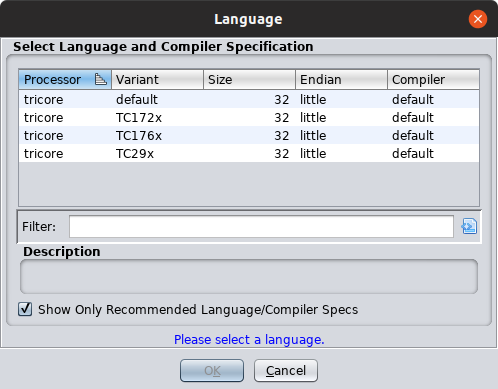 Language
Select Language and Compiler Specification
Processor Variant Size Endian Compiler
tricore default 32 little default
tricore TC172x 32 little default
tricore TC176x 32 little default
tricore TC29x 32 little default
Filter:
Description
Show Only Recommended Language/Compiler Specs
Please select a language.
OK Cancel